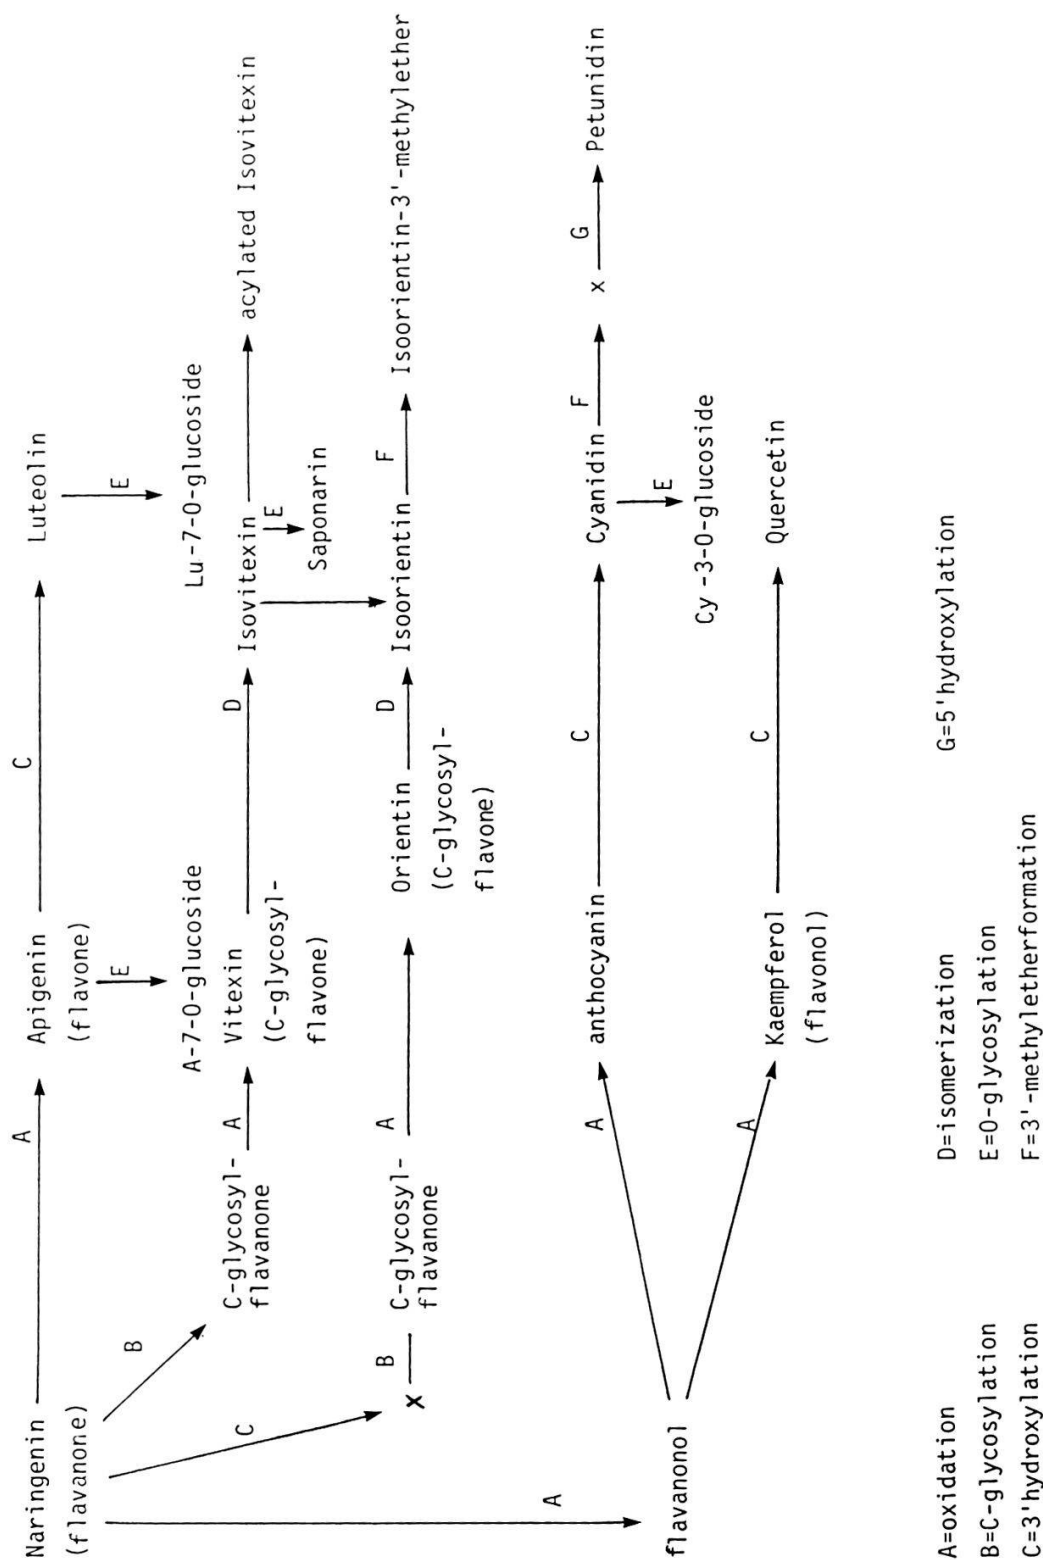 Naringenin
(flavanone)
A
Apigenin
(flavone)
C
Luteolin
E
E
A-7-O-glucoside
Lu-7-O-glucoside
B
C-glycosyl-
flavanone
A
Vitexin
(C-glycosyl-
flavone)
D
Isovitexin
acylated Isovitexin
E
Saponarin
C
x
B
C-glycosyl-
flavanone
A
Orientin
(C-glycosyl-
flavone)
D
Isoorientin
F
Isoorientin-3'-methylether
A
flavanonol
A
anthocyanin
C
Cyanidin
F
x
G
Petunidin
E
Cy -3-O-glucoside
A
Kaempferol
(flavonol)
C
Quercetin
A=oxidation
B=C-glycosylation
C=3'hydroxylation
D=isomerization
E=O-glycosylation
F=3'-methyletherformation
G=5'hydroxylation